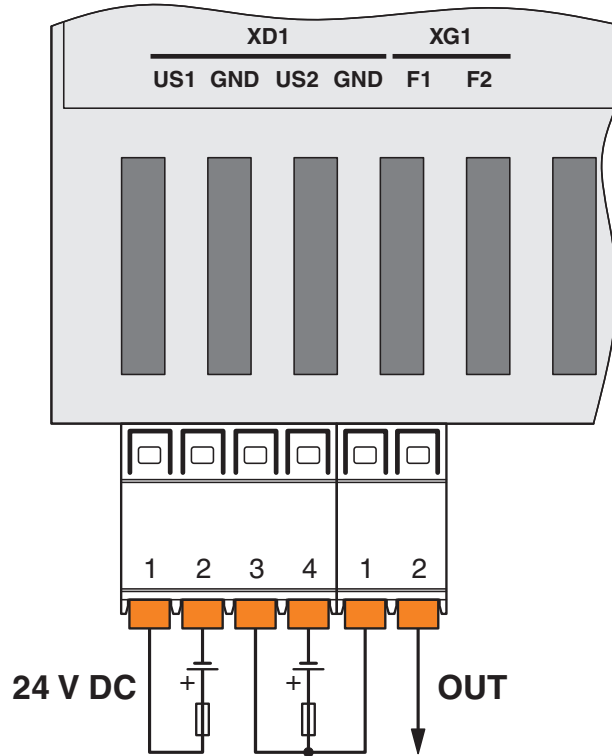 XD1 XG1
US1 GND US2 GND F1 F2
1 2 3 4 1 2
24 V DC + + OUT